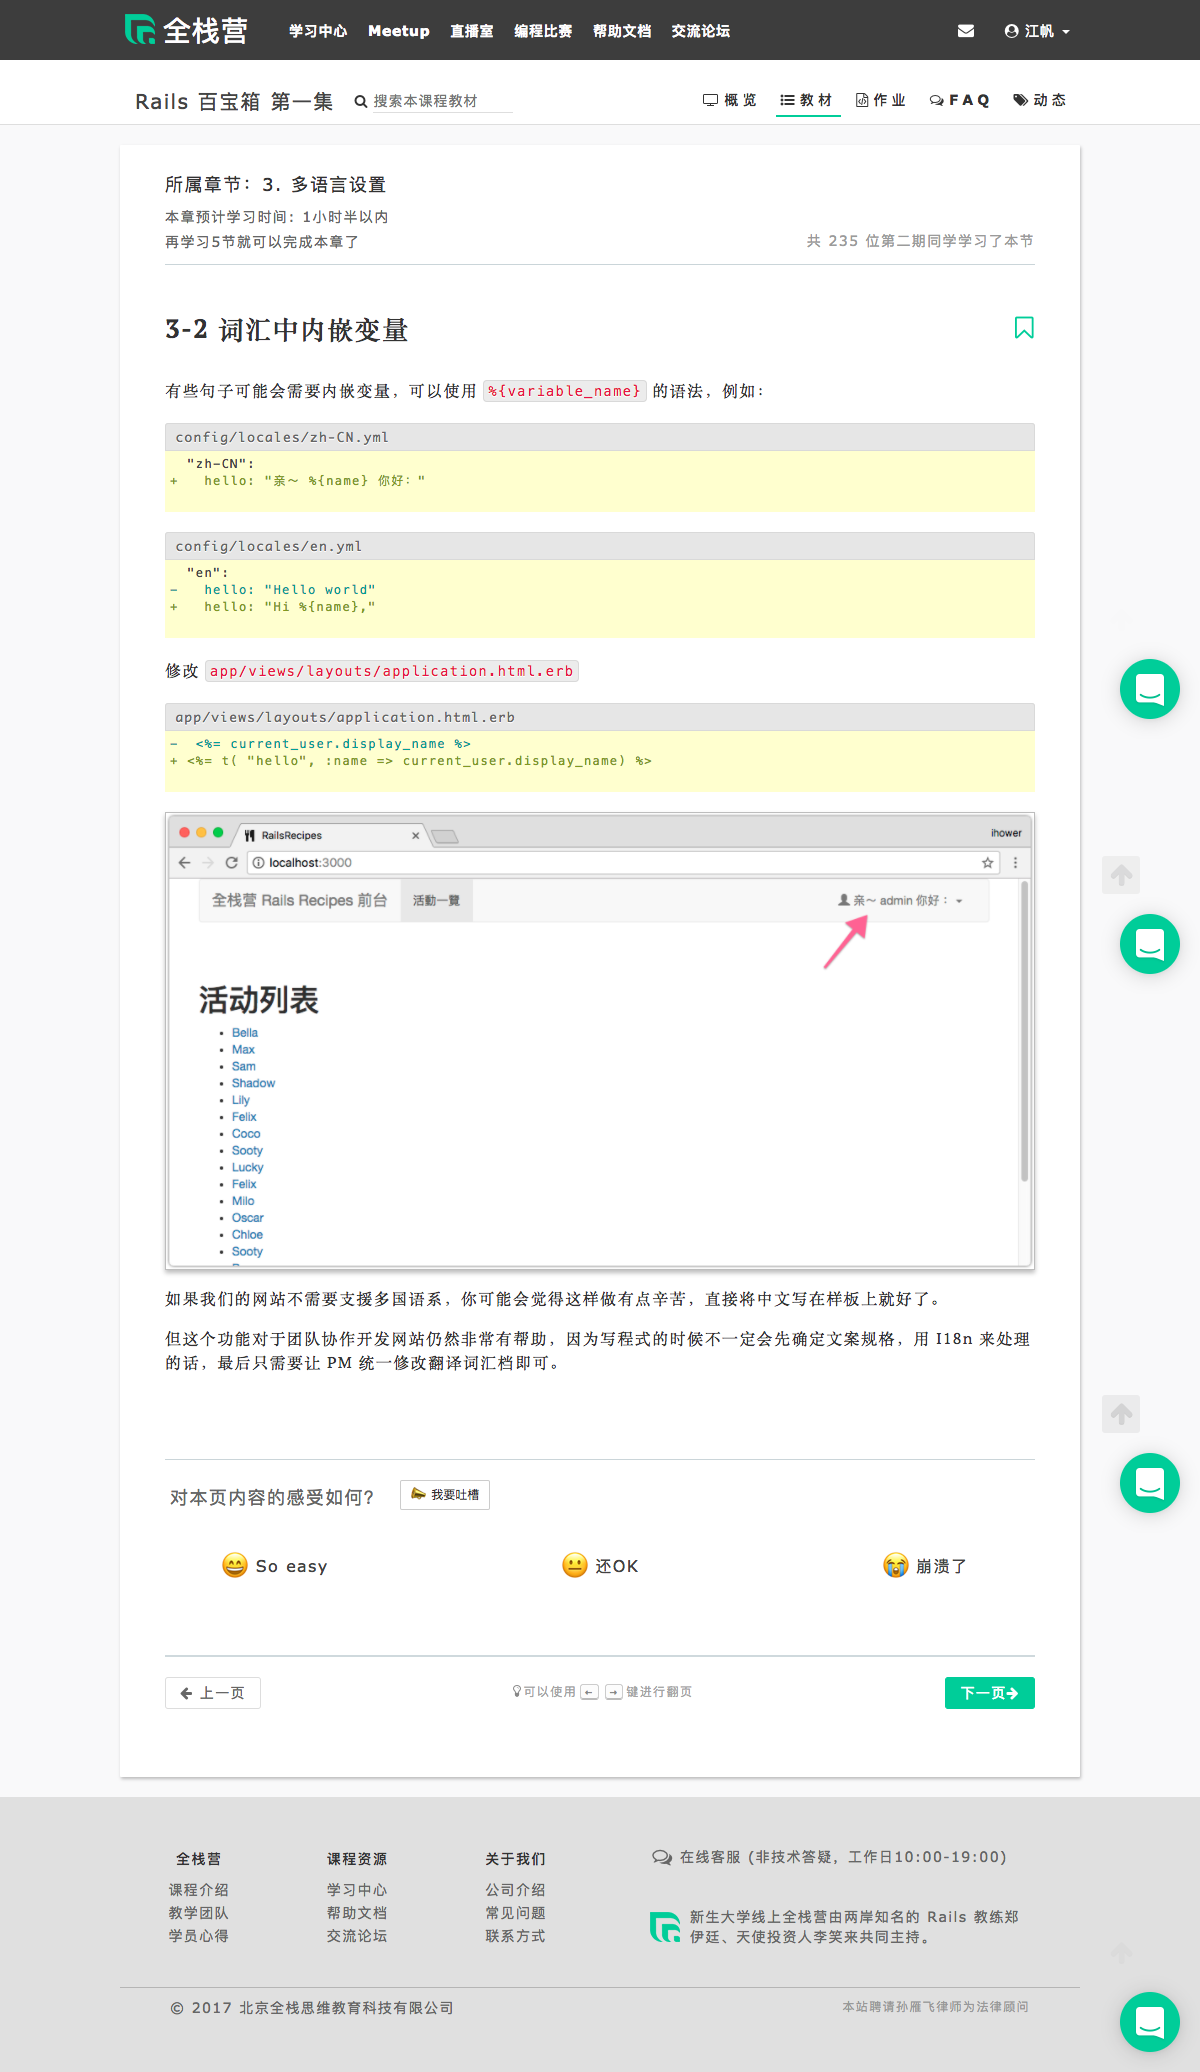 全栈营
学习中心 Meetup 直播室 编程比赛 帮助文档 交流论坛
江帆
Rails 百宝箱 第一集
搜索本课程教材
概览 教材 作业 FAQ 动态
所属章节：3. 多语言设置
本章预计学习时间：1小时半以内
再学习5节就可以完成本章了
共 235 位第二期同学学习了本节
3-2 词汇中内嵌变量
有些句子可能会需要内嵌变量，可以使用 %{variable_name} 的语法，例如：
config/locales/zh-CN.yml
"zh-CN":
+ hello: "亲～ %{name} 你好："
config/locales/en.yml
"en":
- hello: "Hello world"
+ hello: "Hi %{name},"
修改 app/views/layouts/application.html.erb
app/views/layouts/application.html.erb
- <%= current_user.display_name %>
+ <%= t( "hello", :name => current_user.display_name) %>
RailsRecipes
ihower
localhost:3000
全栈营 Rails Recipes 前台 活動一覽
亲～ admin 你好：
活动列表
Bella
Max
Sam
Shadow
Lily
Felix
Coco
Sooty
Lucky
Felix
Milo
Oscar
Chloe
Sooty
如果我们的网站不需要支援多国语系，你可能会觉得这样做有点辛苦，直接将中文写在样板上就好了。
但这个功能对于团队协作开发网站仍然非常有帮助，因为写程式的时候不一定会先确定文案规格，用 I18n 来处理
的话，最后只需要让 PM 统一修改翻译词汇档即可。
对本页内容的感受如何?
我要吐槽
So easy
还OK
崩溃了
上一页
可以使用 ← → 键进行翻页
下一页
全栈营
课程介绍
教学团队
学员心得
课程资源
学习中心
帮助文档
交流论坛
关于我们
公司介绍
常见问题
联系方式
在线客服 (非技术答疑，工作日10:00-19:00)
新生大学线上全栈营由两岸知名的 Rails 教练郑
伊廷、天使投资人李笑来共同主持。
© 2017 北京全栈思维教育科技有限公司
本站聘请孙雁飞律师为法律顾问